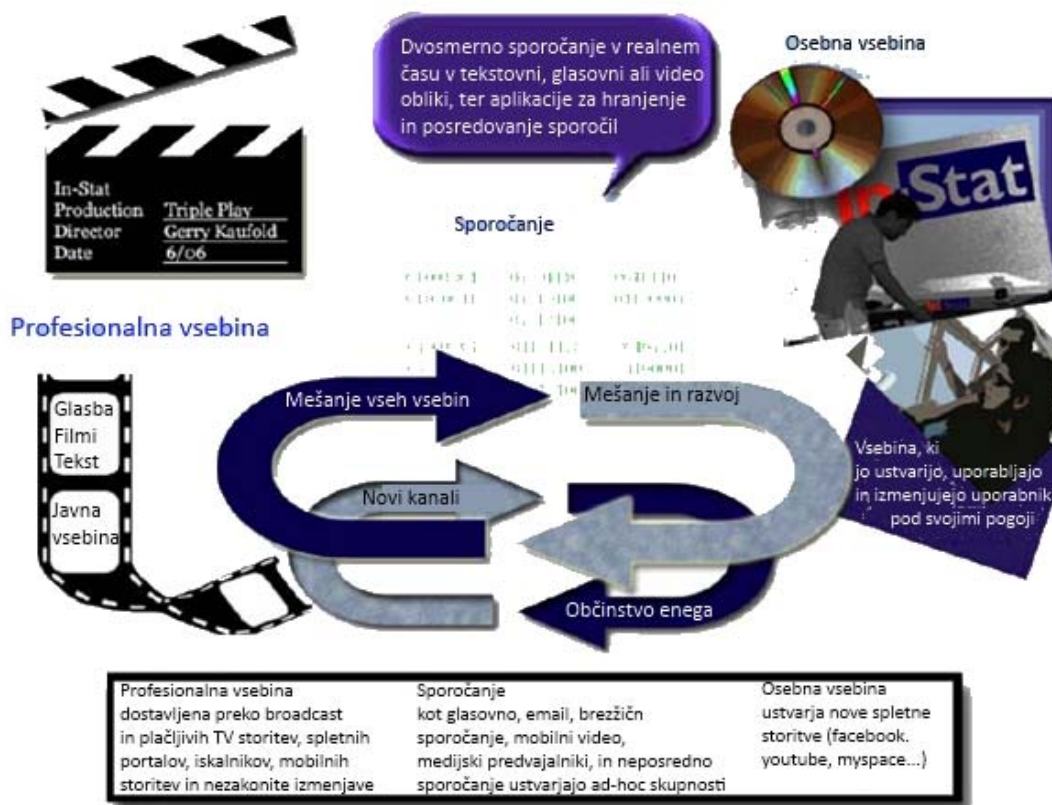 Dvosmerno sporočanje v realnem
času v tekstovni, glasovni ali video
obliki, ter aplikacije za hranjenje
in posredovanje sporočil
Osebna vsebina
In-Stat
Production Triple Play
Director Gerry Kaufold
Date 6/06
In-Stat
Sporočanje
Profesionalna vsebina
Glasba
Filmi
Tekst
Javna
vsebina
Mešanje vseh vsebin
Mešanje in razvoj
Novi kanali
Občinstvo enega
Vsebina, ki
jo ustvarijo, uporabljajo
in izmenjujejo uporabnik
pod svojimi pogoji
Profesionalna vsebina
dostavljena preko broadcast
in plačljivih TV storitev, spletnih
portalov, iskalnikov, mobilnih
storitev in nezakonite izmenjave
Sporočanje
kot glasovno, email, brezžičn
sporočanje, mobilni video,
medijski predvajalniki, in neposredno
sporočanje ustvarjajo ad-hoc skupnosti
Osebna vsebina
ustvarja nove spletne
storitve (facebook.
youtube, myspace...)